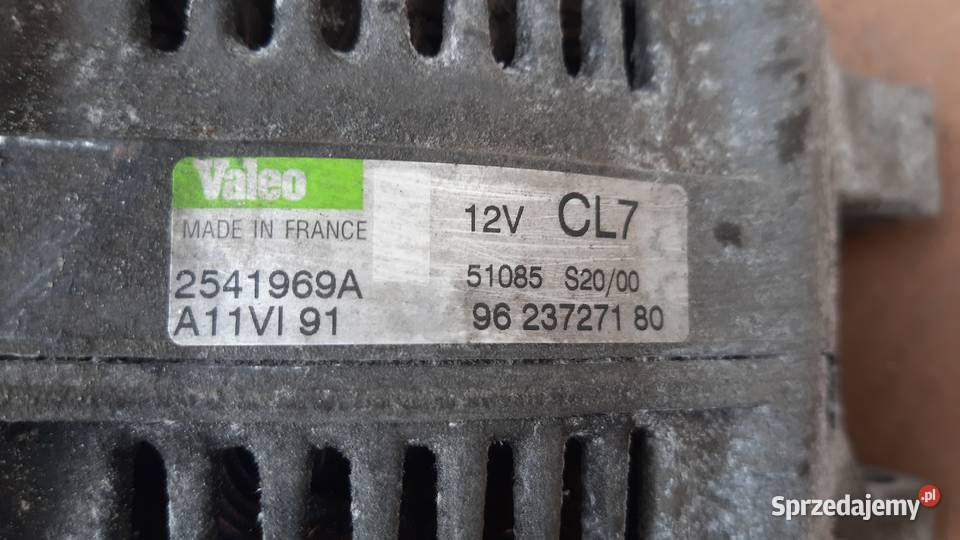 Valeo
MADE IN FRANCE
2541969A
A11VI 91
12V CL7
51085 S20/00
96 237271 80
Sprzedajemy.pl